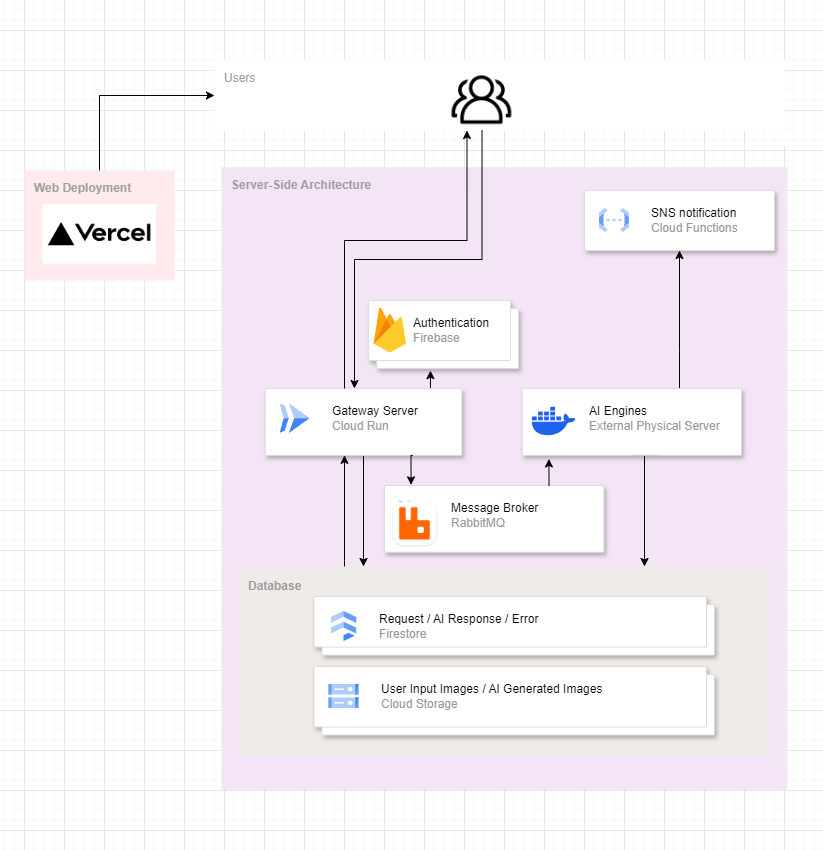 Users
Web Deployment
Vercel
Server-Side Architecture
SNS notification
Cloud Functions
Authentication
Firebase
Gateway Server
Cloud Run
AI Engines
External Physical Server
Message Broker
RabbitMQ
Database
Request / AI Response / Error
Firestore
User Input Images / AI Generated Images
Cloud Storage